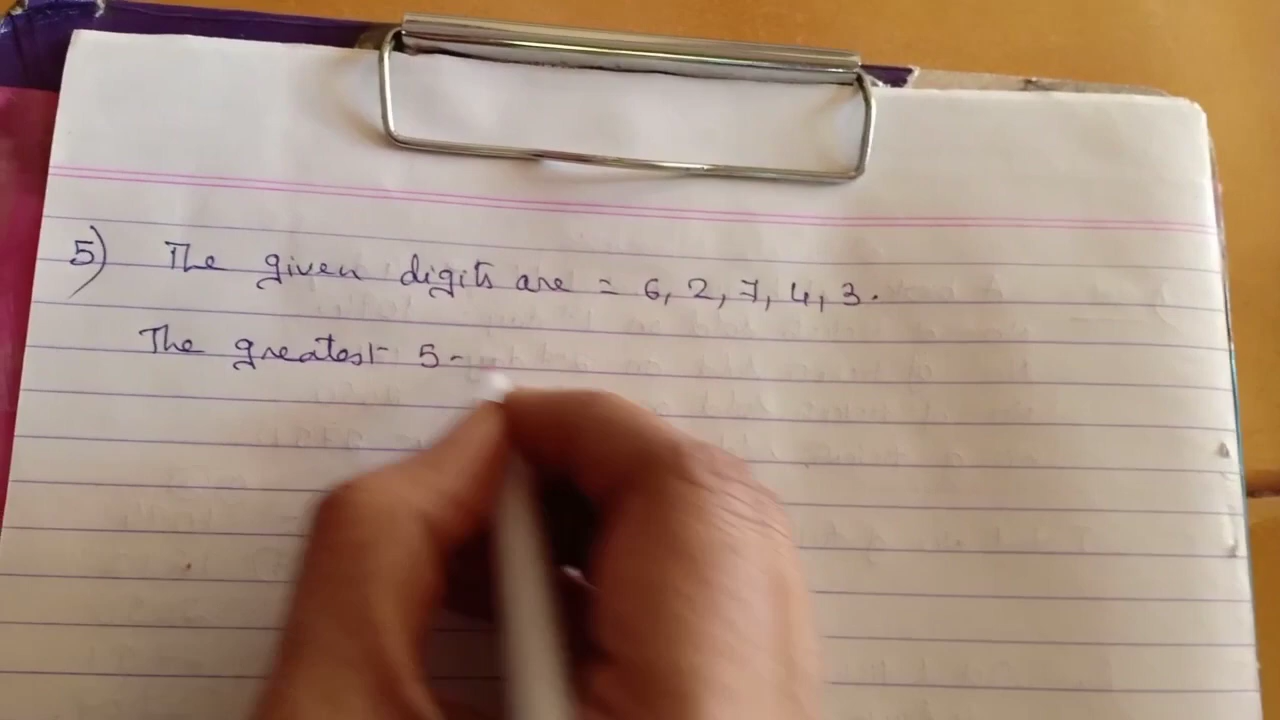 5) The given digits are = 6, 2, 7, 4, 3.
The greatest 5-